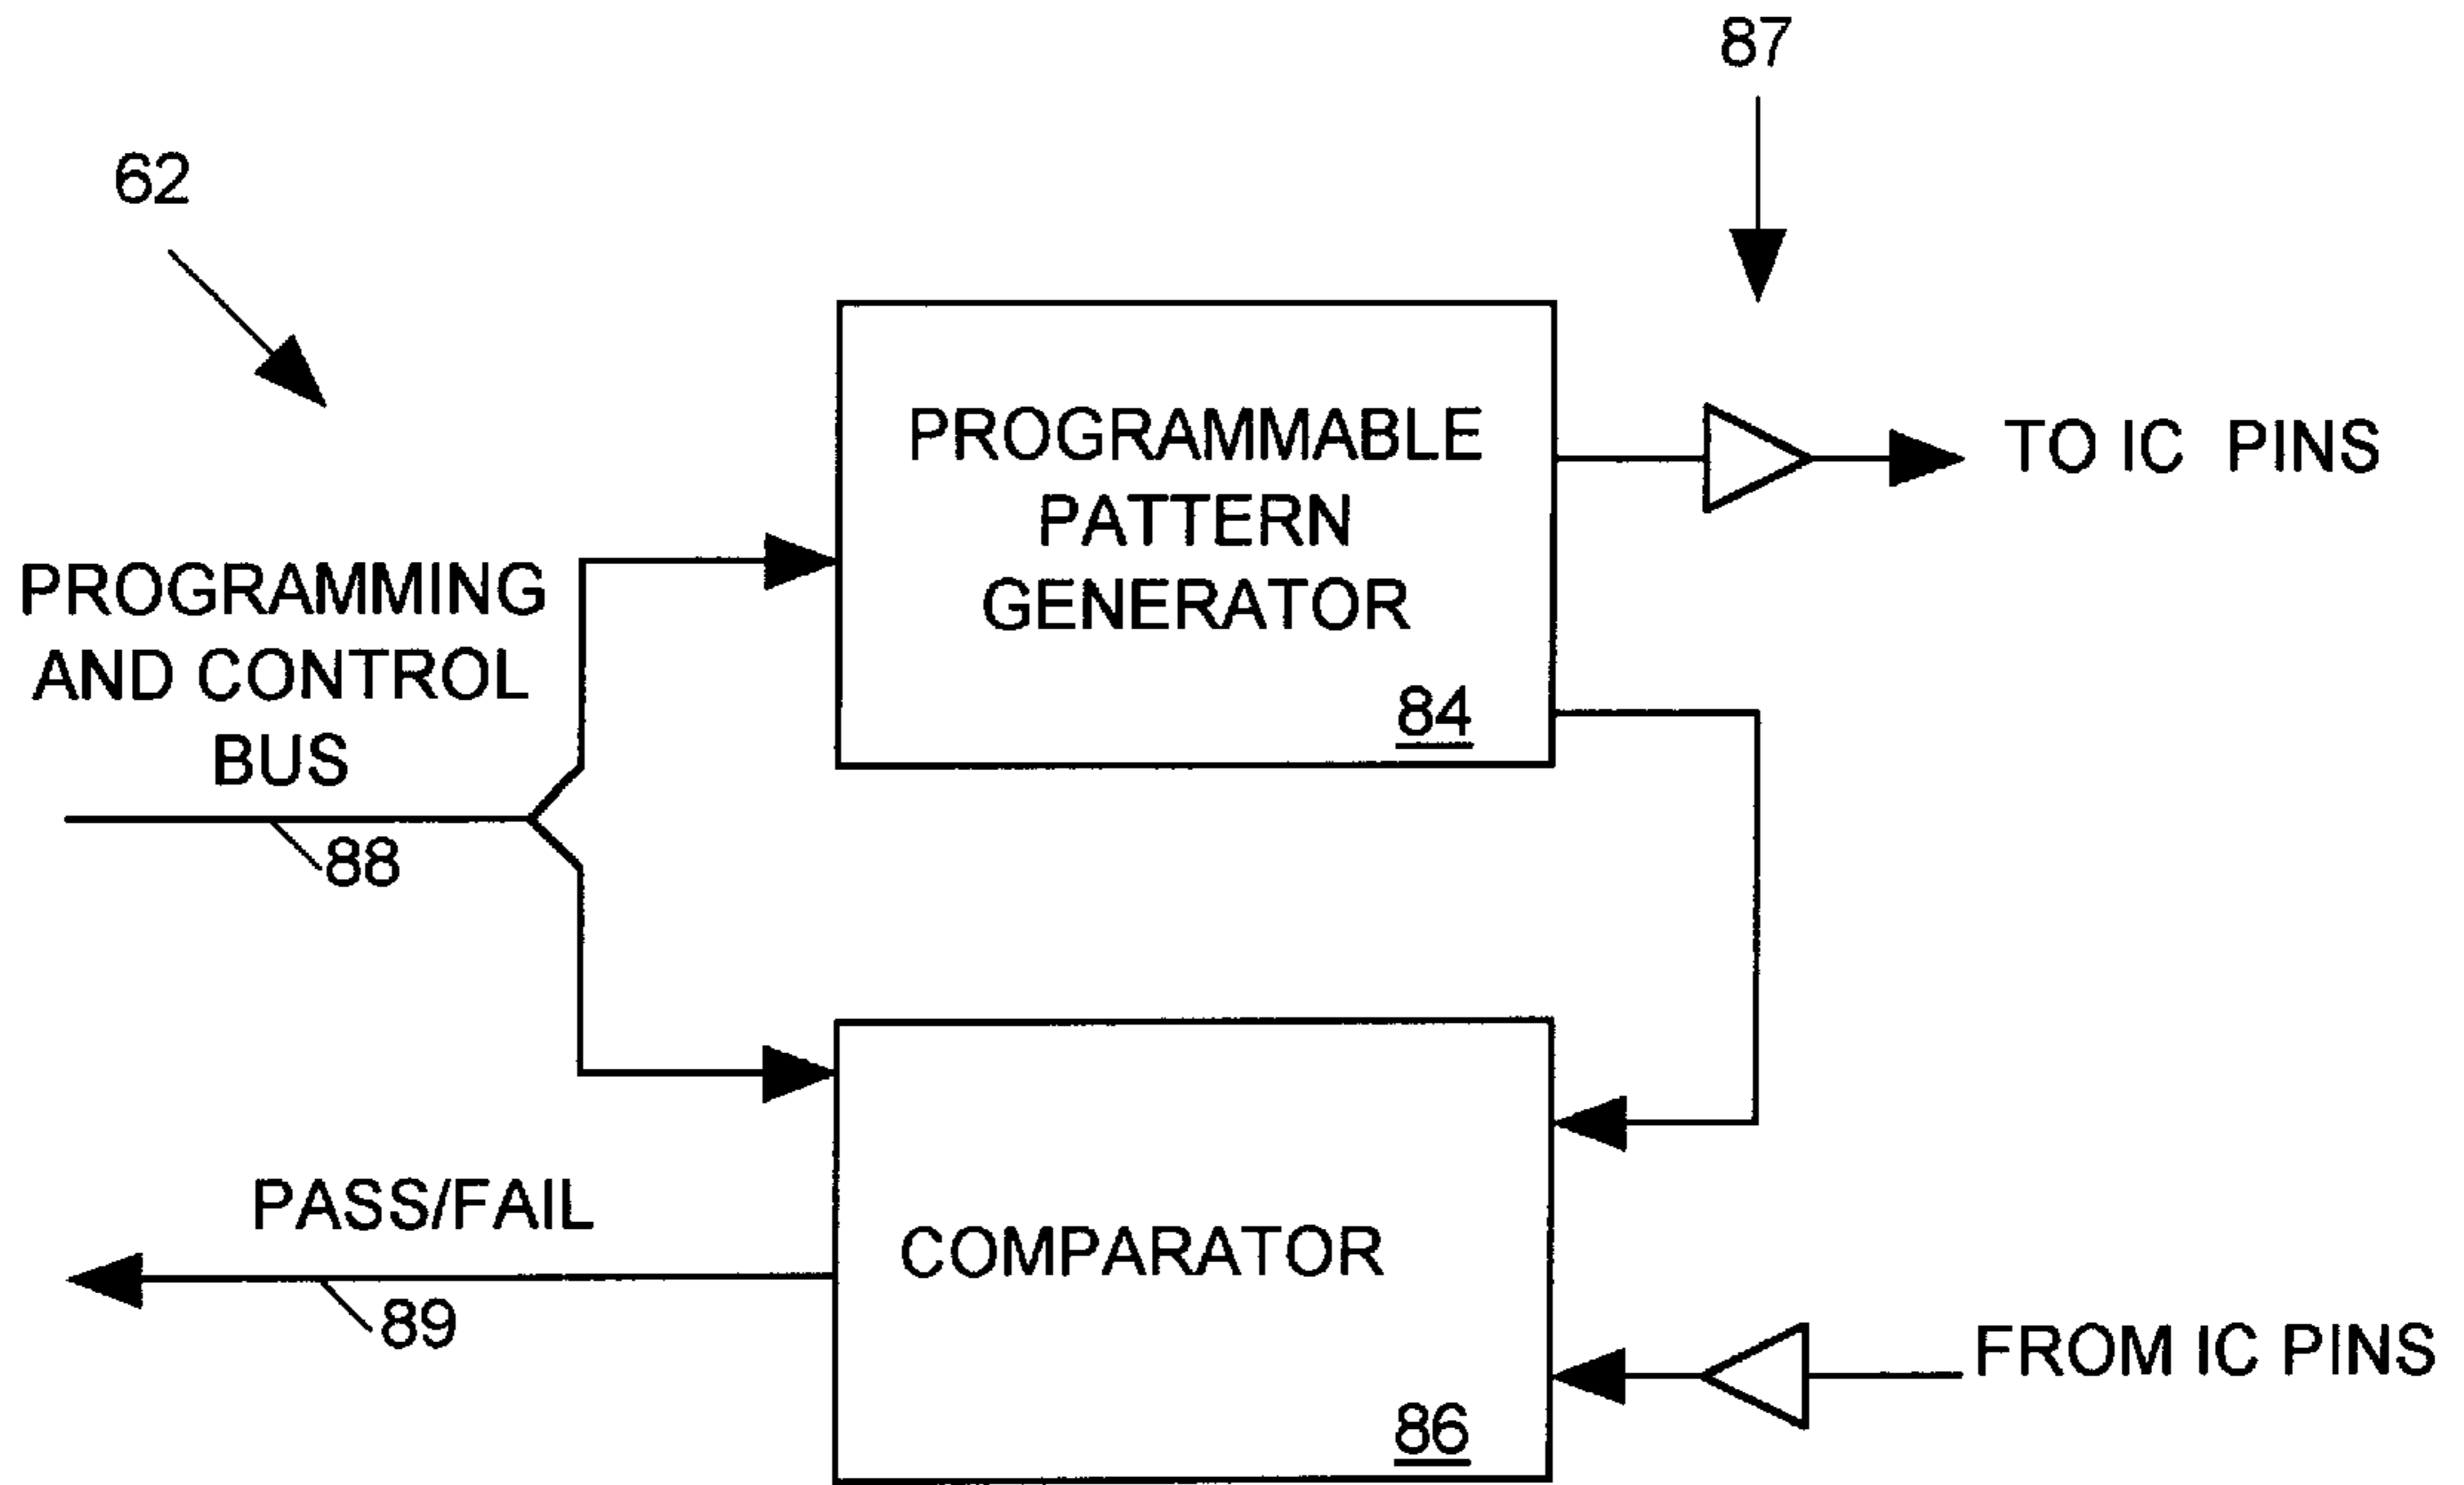 87
62
PROGRAMMABLE
PATTERN
GENERATOR
84
TO IC PINS
PROGRAMMING
AND CONTROL
BUS
88
PASS/FAIL
89
COMPARATOR
86
FROM IC PINS